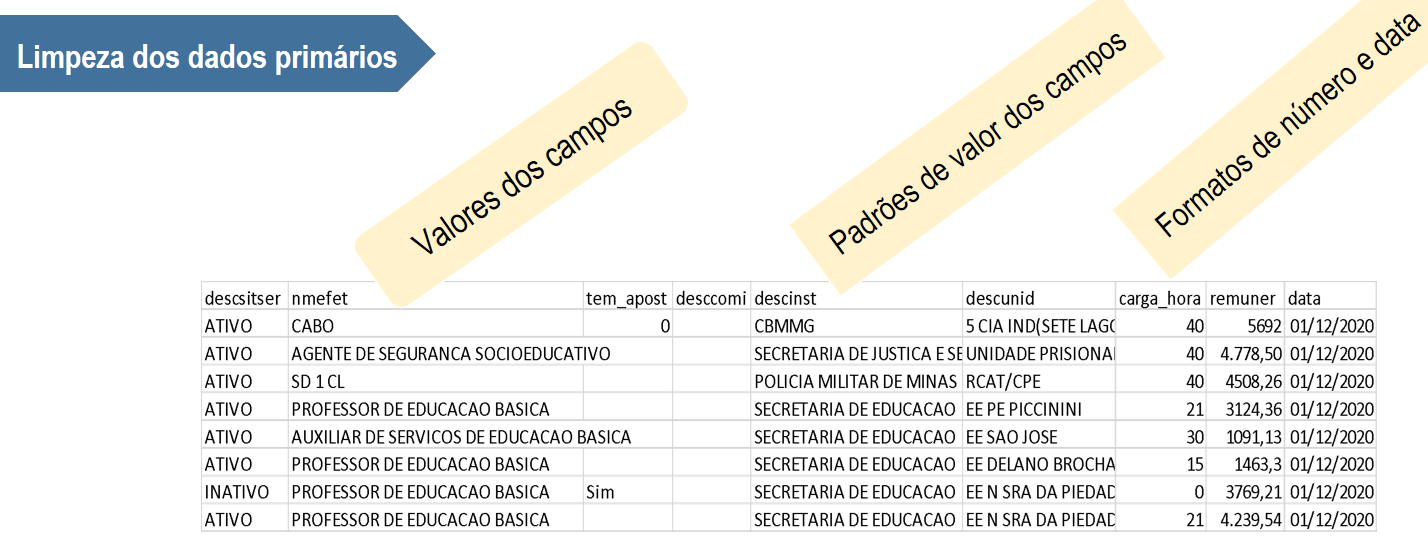 Limpeza dos dados primários
Valores dos campos
Padrões de valor dos campos
Formatos de número e data
descsitser nmefet tem_apost desccomi descinst descunid carga_hora remuner data
ATIVO CABO 0 CBMMG 5 CIA IND(SETE LAGO 40 5692 01/12/2020
ATIVO AGENTE DE SEGURANCA SOCIOEDUCATIVO SECRETARIA DE JUSTICA E SE UNIDADE PRISIONAL 40 4.778,50 01/12/2020
ATIVO SD 1 CL POLICIA MILITAR DE MINAS RCAT/CPE 40 4508,26 01/12/2020
ATIVO PROFESSOR DE EDUCACAO BASICA SECRETARIA DE EDUCACAO EE PE PICCININI 21 3124,36 01/12/2020
ATIVO AUXILIAR DE SERVICOS DE EDUCACAO BASICA SECRETARIA DE EDUCACAO EE SAO JOSE 30 1091,13 01/12/2020
ATIVO PROFESSOR DE EDUCACAO BASICA SECRETARIA DE EDUCACAO EE DELANO BROCHA 15 1463,3 01/12/2020
INATIVO PROFESSOR DE EDUCACAO BASICA Sim SECRETARIA DE EDUCACAO EE N SRA DA PIEDAD 0 3769,21 01/12/2020
ATIVO PROFESSOR DE EDUCACAO BASICA SECRETARIA DE EDUCACAO EE N SRA DA PIEDAD 21 4.239,54 01/12/2020